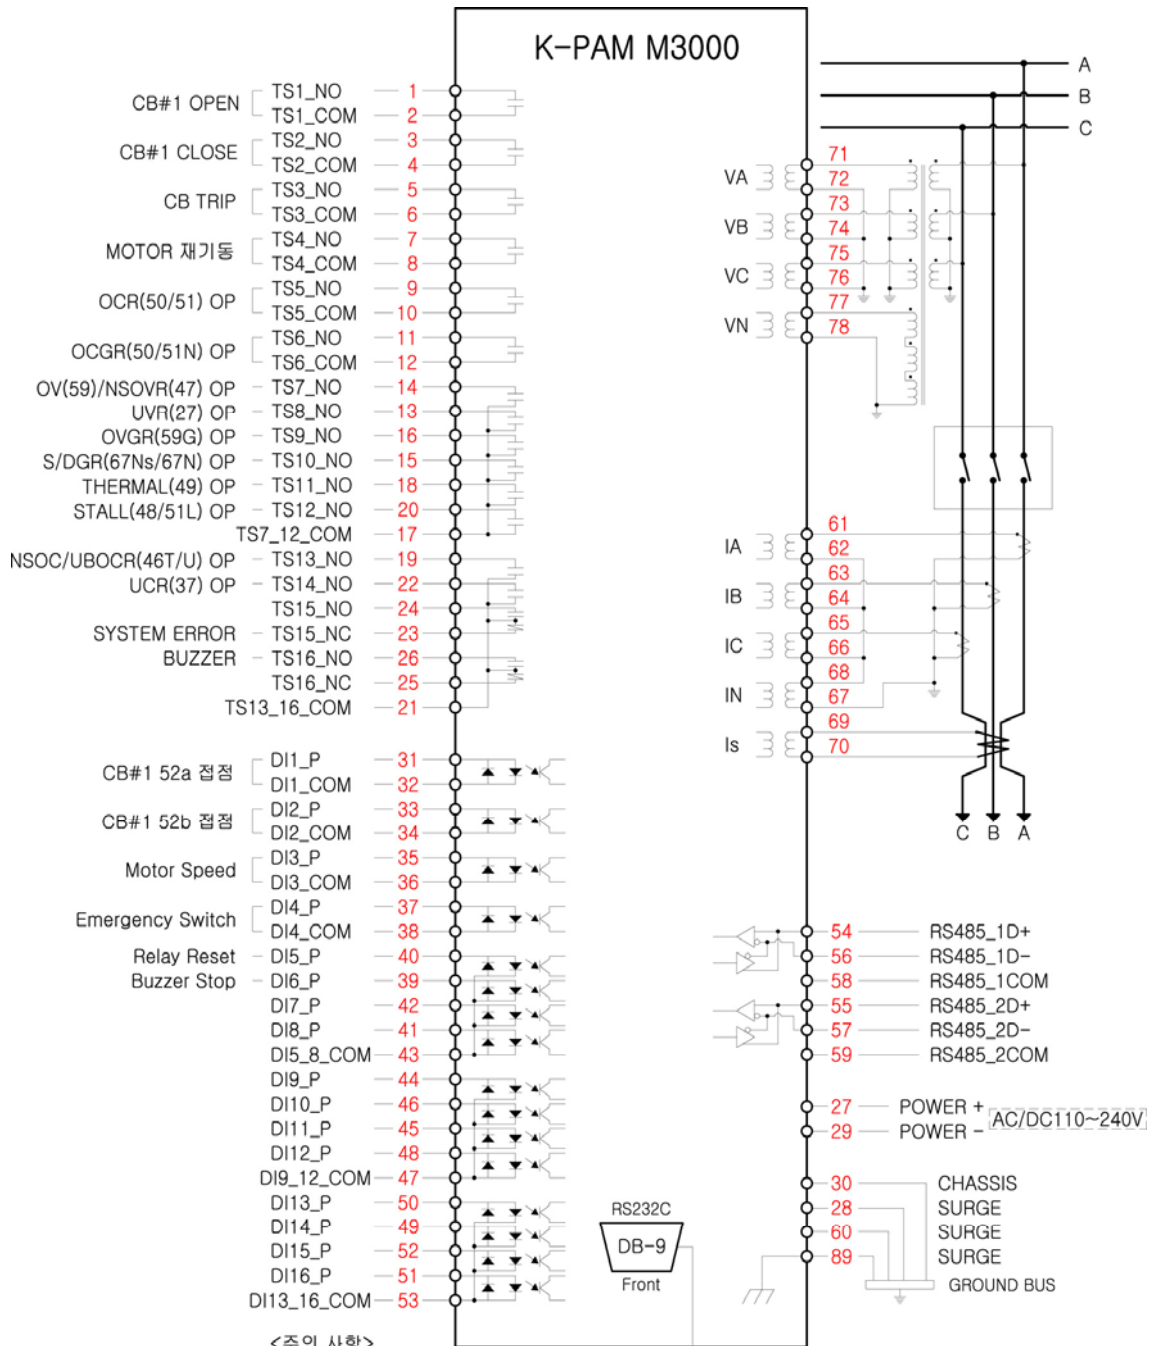 K-PAM M3000
CB#1 OPEN
TS1_NO 1
TS1_COM 2
CB#1 CLOSE
TS2_NO 3
TS2_COM 4
CB TRIP
TS3_NO 5
TS3_COM 6
MOTOR 재기동
TS4_NO 7
TS4_COM 8
OCR(50/51) OP
TS5_NO 9
TS5_COM 10
OCGR(50/51N) OP
TS6_NO 11
TS6_COM 12
OV(59)/NSOVR(47) OP TS7_NO 14
UVR(27) OP TS8_NO 13
OVGR(59G) OP TS9_NO 16
S/DGR(67Ns/67N) OP TS10_NO 15
THERMAL(49) OP TS11_NO 18
STALL(48/51L) OP TS12_NO 20
TS7_12_COM 17
NSOC/UBOCR(46T/U) OP TS13_NO 19
UCR(37) OP TS14_NO 22
TS15_NO 24
SYSTEM ERROR TS15_NC 23
BUZZER TS16_NO 26
TS16_NC 25
TS13_16_COM 21
CB#1 52a 접점
DI1_P 31
DI1_COM 32
CB#1 52b 접점
DI2_P 33
DI2_COM 34
Motor Speed
DI3_P 35
DI3_COM 36
Emergency Switch
DI4_P 37
DI4_COM 38
Relay Reset DI5_P 40
Buzzer Stop DI6_P 39
DI7_P 42
DI8_P 41
DI5_8_COM 43
DI9_P 44
DI10_P 46
DI11_P 45
DI12_P 48
DI9_12_COM 47
DI13_P 50
DI14_P 49
DI15_P 52
DI16_P 51
DI13_16_COM 53
<주의 사항>
A
B
C
VA 71
72
VB 73
74
VC 75
76
VN 77
78
IA 61
62
IB 63
64
IC 65
66
IN 68
67
Is 69
70
C B A
54 RS485_1D+
56 RS485_1D-
58 RS485_1COM
55 RS485_2D+
57 RS485_2D-
59 RS485_2COM
27 POWER +
29 POWER -
AC/DC110~240V
30 CHASSIS
28 SURGE
60 SURGE
89 SURGE
GROUND BUS
RS232C
DB-9
Front